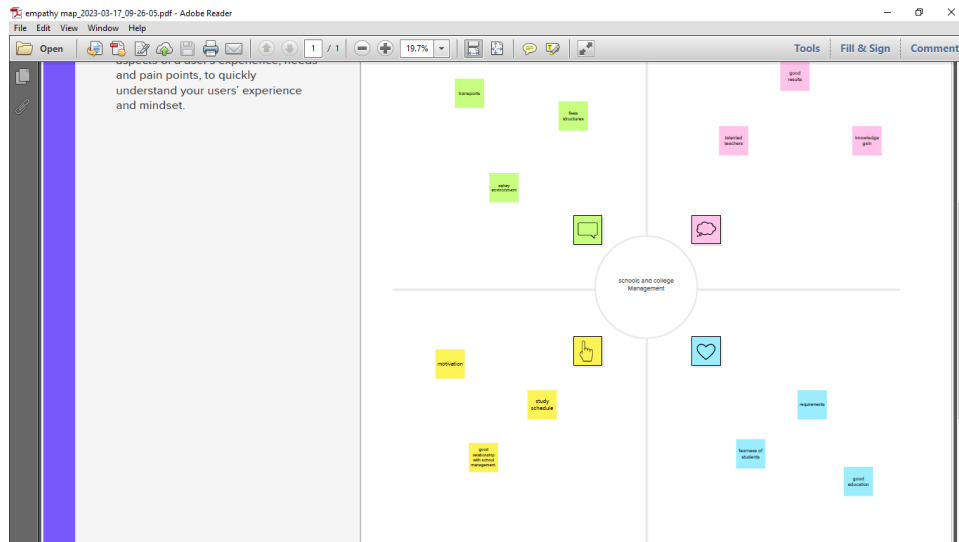 empathy map_2023-03-17_09-26-05.pdf - Adobe Reader
File Edit View Window Help
Open 1 / 1 19.7% Tools Fill & Sign Comment
aspects of a user's experience, needs
and pain points, to quickly
understand your users' experience
and mindset.
good
results
transports
fees
structures
talented
teachers
knowledge
gain
environment
schools and college
Management
motivation
study
schedule
requirements
good
relationship
with school
management
fearness of
students
good
education